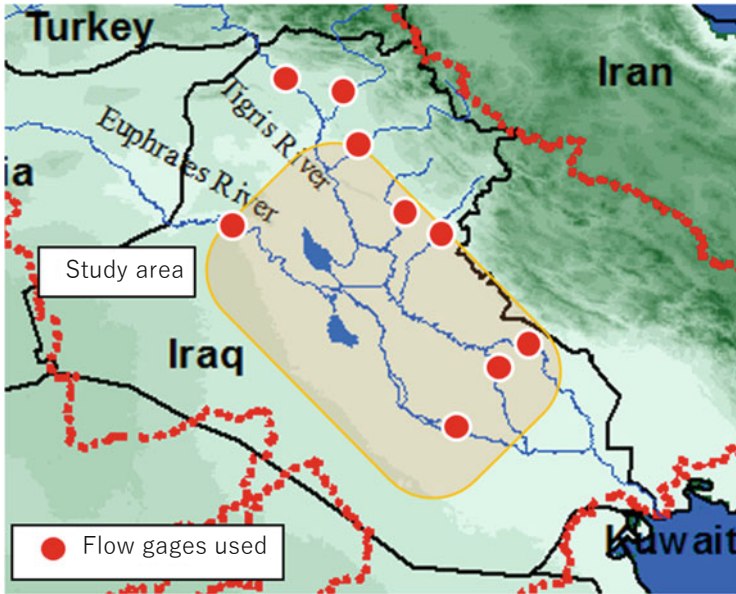 Turkey
Iran
Tigris River
Euphrates River
ia
Study area
Iraq
Flow gages used
Kuwait